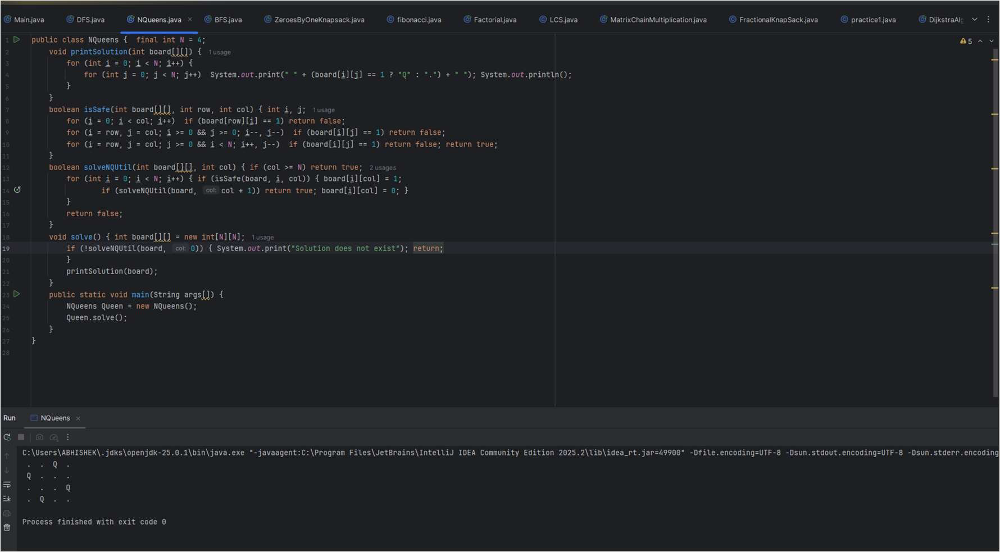 Main.java DFS.java NQueens.java BFS.java ZeroesByOneKnapsack.java fibonacci.java Factorial.java LCS.java MatrixChainMultiplication.java FractionalKnapSack.java practice1.java DijkstraAlg
5
1 public class NQueens {  final int N = 4;
2 void printSolution(int board[][]) { 1 usage
3 for (int i = 0; i < N; i++) {
4 for (int j = 0; j < N; j++)  System.out.print(" " + (board[i][j] == 1 ? "Q" : ".") + " "); System.out.println();
5 }
6 }
7 boolean isSafe(int board[][], int row, int col) { int i, j; 1 usage
8 for (i = 0; i < col; i++)  if (board[row][i] == 1) return false;
9 for (i = row, j = col; i >= 0 && j >= 0; i--, j--)  if (board[i][j] == 1) return false;
10 for (i = row, j = col; j >= 0 && i < N; i++, j--)  if (board[i][j] == 1) return false; return true;
11 }
12 boolean solveNQUtil(int board[][], int col) { if (col >= N) return true; 2 usages
13 for (int i = 0; i < N; i++) { if (isSafe(board, i, col)) { board[i][col] = 1;
14 if (solveNQUtil(board, col: col + 1)) return true; board[i][col] = 0; }
15 }
16 return false;
17 }
18 void solve() { int board[][] = new int[N][N]; 1 usage
19 if (!solveNQUtil(board, col: 0)) { System.out.print("Solution does not exist"); return;
20 }
21 printSolution(board);
22 }
23 public static void main(String args[]) {
24 NQueens Queen = new NQueens();
25 Queen.solve();
26 }
27 }
28
Run NQueens
C:\Users\ABHISHEK\.jdks\openjdk-25.0.1\bin\java.exe "-javaagent:C:\Program Files\JetBrains\IntelliJ IDEA Community Edition 2025.2\lib\idea_rt.jar=49900" -Dfile.encoding=UTF-8 -Dsun.stdout.encoding=UTF-8 -Dsun.stderr.encoding
.  .  Q  .
Q  .  .  .
.  .  .  Q
.  Q  .  .
Process finished with exit code 0